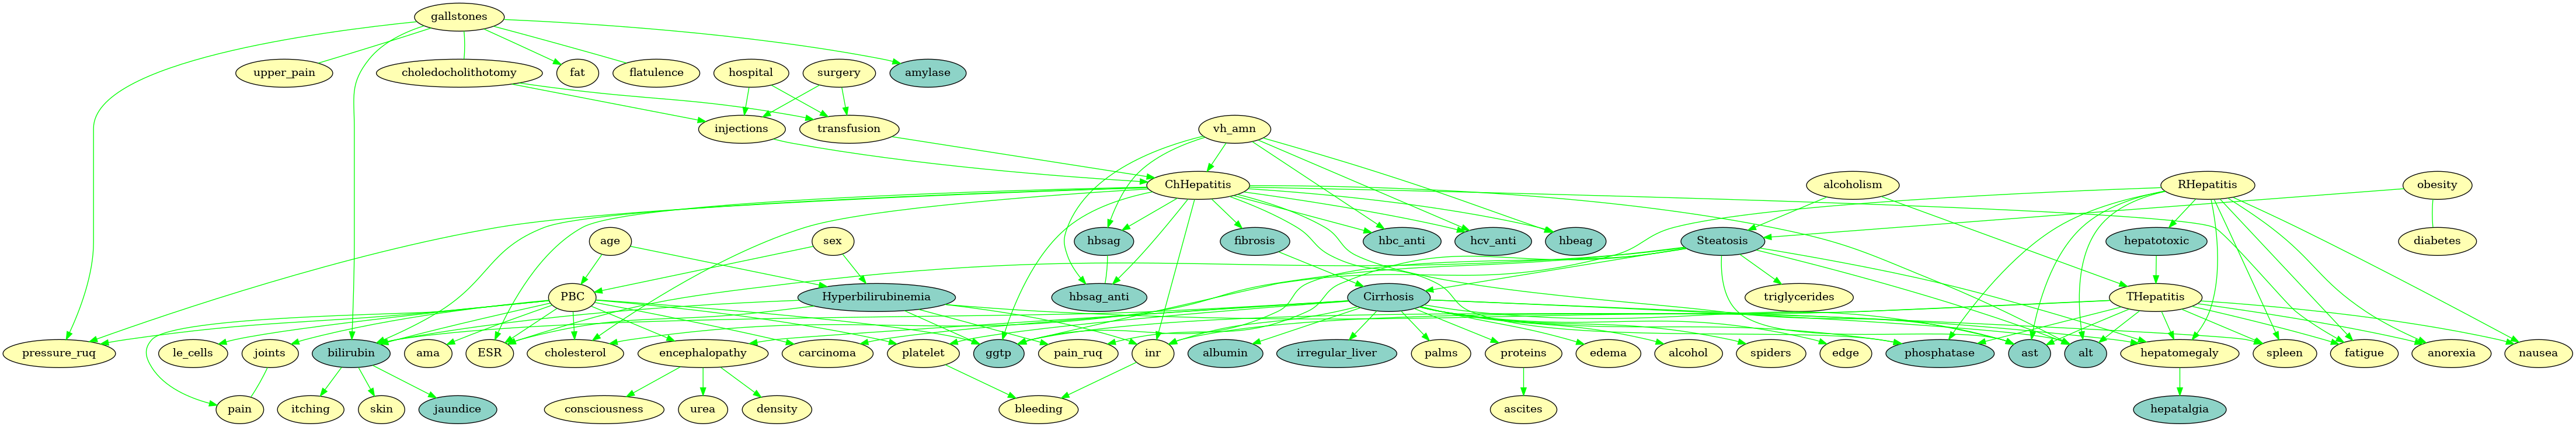 gallstones
upper_pain
choledocholithotomy
fat
flatulence
hospital
surgery
amylase
injections
transfusion
vh_amn
ChHepatitis
alcoholism
RHepatitis
obesity
age
sex
hbsag
fibrosis
hbc_anti
hcv_anti
hbeag
Steatosis
hepatotoxic
diabetes
PBC
Hyperbilirubinemia
hbsag_anti
Cirrhosis
triglycerides
THepatitis
pressure_ruq
le_cells
joints
bilirubin
ama
ESR
cholesterol
encephalopathy
carcinoma
platelet
ggtp
pain_ruq
inr
albumin
irregular_liver
palms
proteins
edema
alcohol
spiders
edge
phosphatase
ast
alt
hepatomegaly
spleen
fatigue
anorexia
nausea
pain
itching
skin
jaundice
consciousness
urea
density
bleeding
ascites
hepatalgia